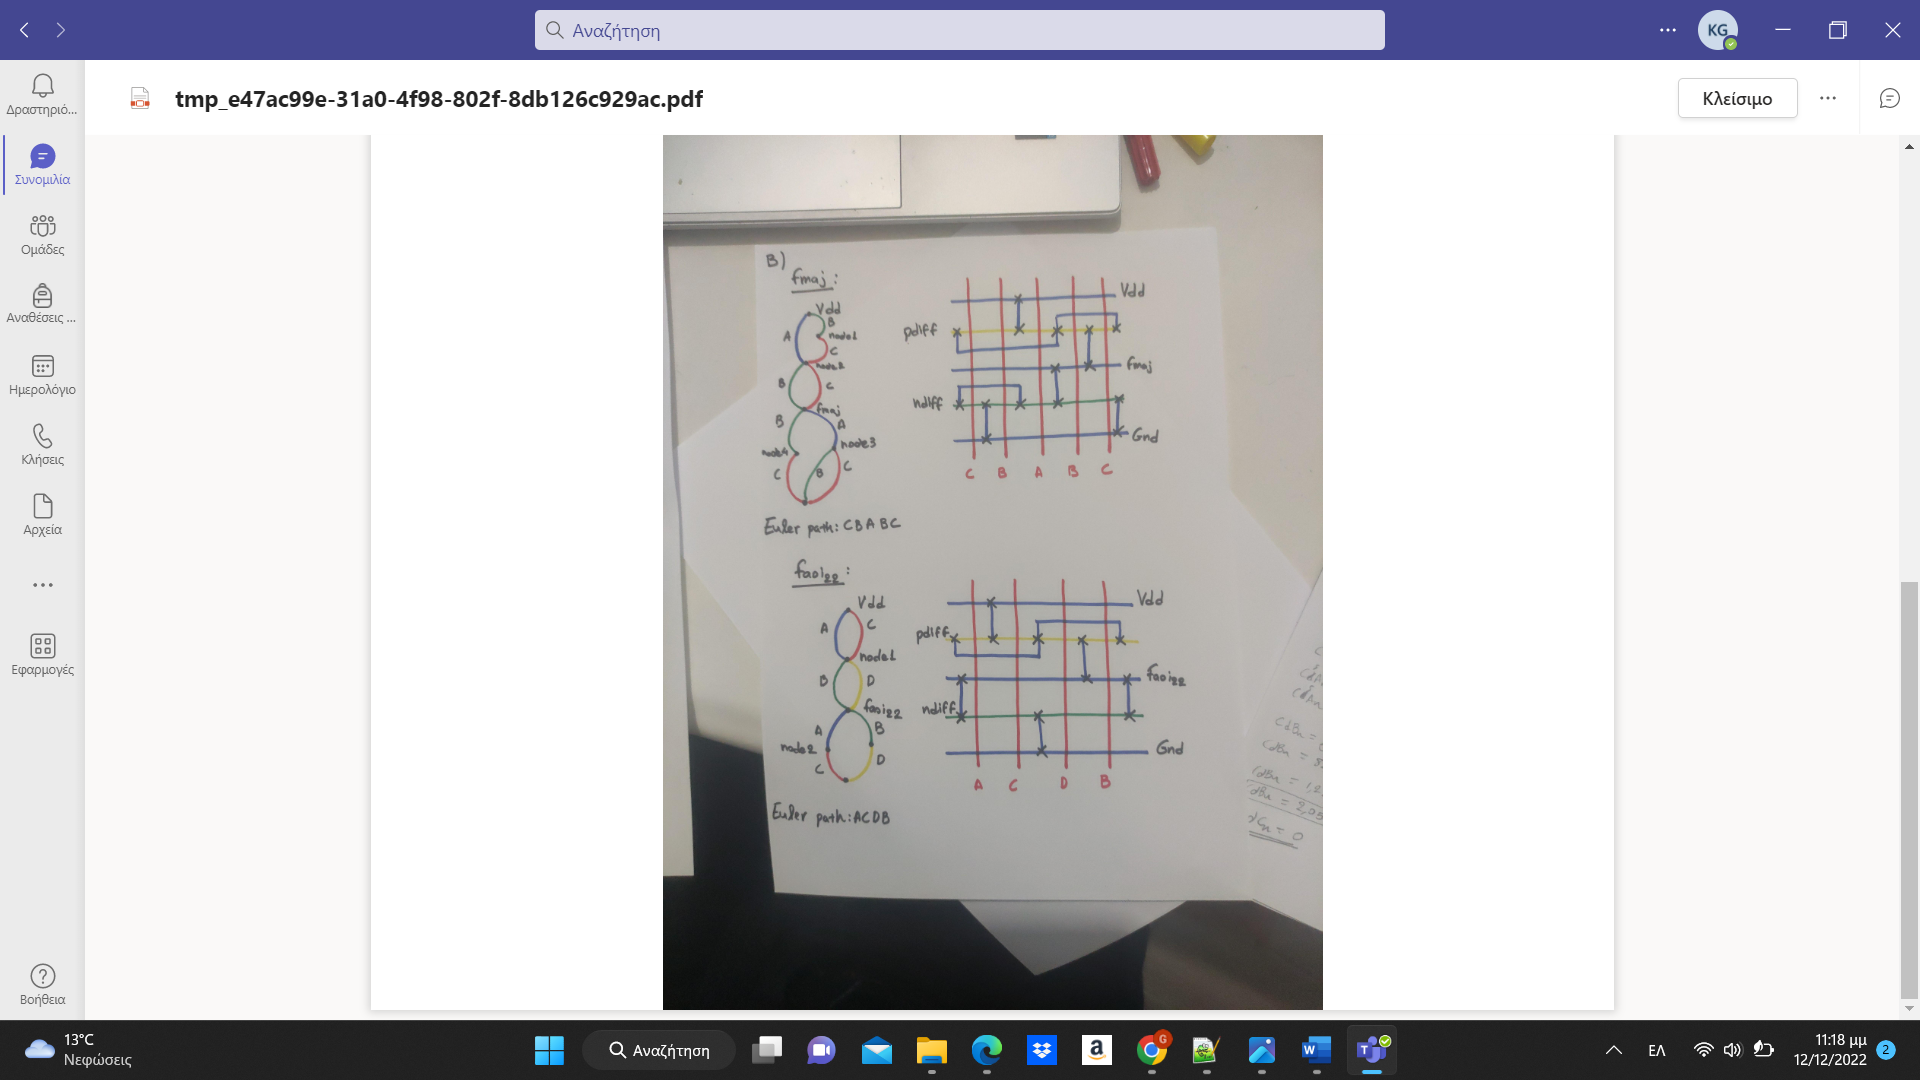 Αναζήτηση
KG
Δραστηριό...
Συνομιλία
Ομάδες
Αναθέσεις ...
Ημερολόγιο
Κλήσεις
Αρχεία
Εφαρμογές
Βοήθεια
tmp_e47ac99e-31a0-4f98-802f-8db126c929ac.pdf
Κλείσιμο
B)
fmaj:
Vdd
B
A
node1
C
node2
B
C
fmaj
B
A
node3
node4
C
B
C
Euler path: CBABC
Vdd
pdiff
fmaj
ndiff
Gnd
C B A B C
faoi22:
Vdd
A
C
node1
B
D
faoi22
A
B
node2
C
D
Euler path: ACDB
Vdd
pdiff
faoi22
ndiff
Gnd
A C D B
13°C
Νεφώσεις
Αναζήτηση
G
ΕΛ
11:18 μμ
12/12/2022
2